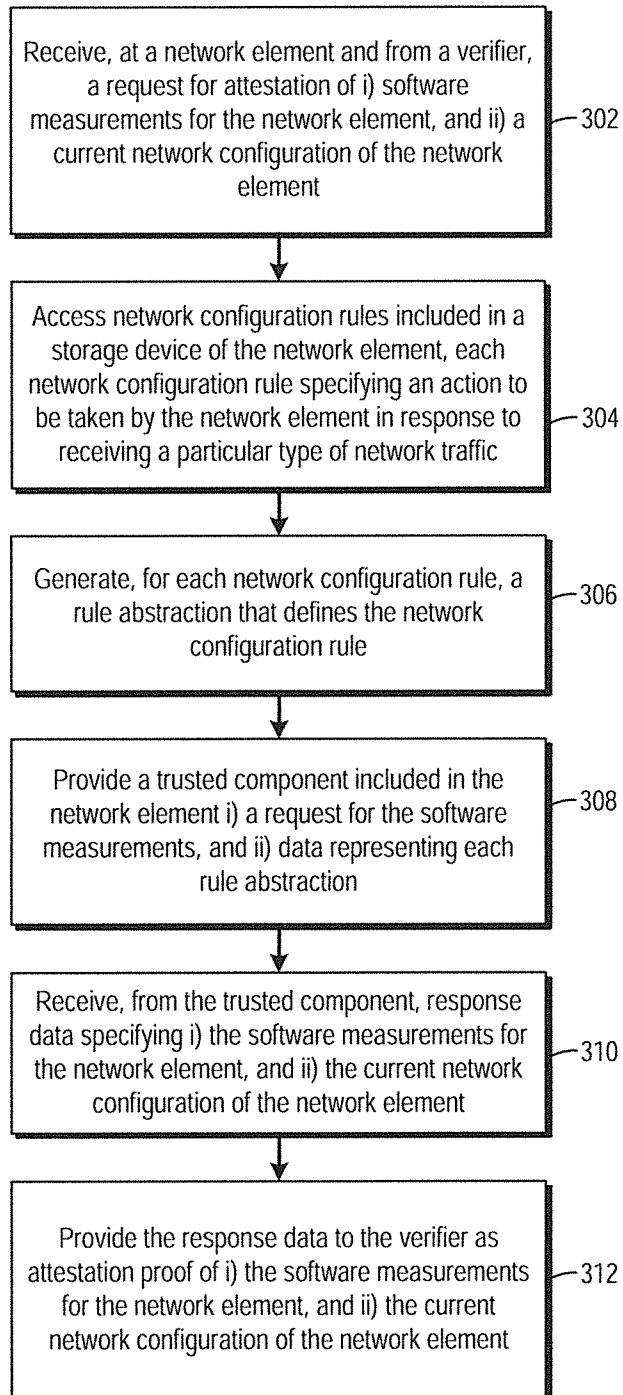 Receive, at a network element and from a verifier,
a request for attestation of i) software
measurements for the network element, and ii) a
current network configuration of the network
element
302
Access network configuration rules included in a
storage device of the network element, each
network configuration rule specifying an action to
be taken by the network element in response to
receiving a particular type of network traffic
304
Generate, for each network configuration rule, a
rule abstraction that defines the network
configuration rule
306
Provide a trusted component included in the
network element i) a request for the software
measurements, and ii) data representing each
rule abstraction
308
Receive, from the trusted component, response
data specifying i) the software measurements for
the network element, and ii) the current network
configuration of the network element
310
Provide the response data to the verifier as
attestation proof of i) the software measurements
for the network element, and ii) the current
network configuration of the network element
312